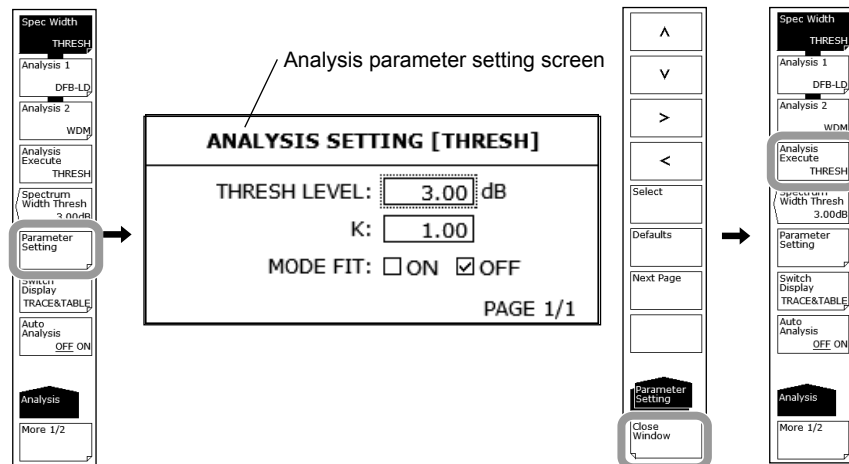 Spec Width
THRESH
Analysis 1
DFB-LD
Analysis 2
WDM
Analysis
Execute
THRESH
Spectrum
Width Thresh
3.00dB
Parameter
Setting
Switch
Display
TRACE&TABLE
Auto
Analysis
OFF ON
Analysis
More 1/2
Analysis parameter setting screen
ANALYSIS SETTING [THRESH]
THRESH LEVEL: 3.00 dB
K: 1.00
MODE FIT: ☐ ON ☑ OFF
PAGE 1/1
∧
∨
>
<
Select
Defaults
Next Page
Parameter
Setting
Close
Window
Spec Width
THRESH
Analysis 1
DFB-LD
Analysis 2
WDM
Analysis
Execute
THRESH
Spectrum
Width Thresh
3.00dB
Parameter
Setting
Switch
Display
TRACE&TABLE
Auto
Analysis
OFF ON
Analysis
More 1/2